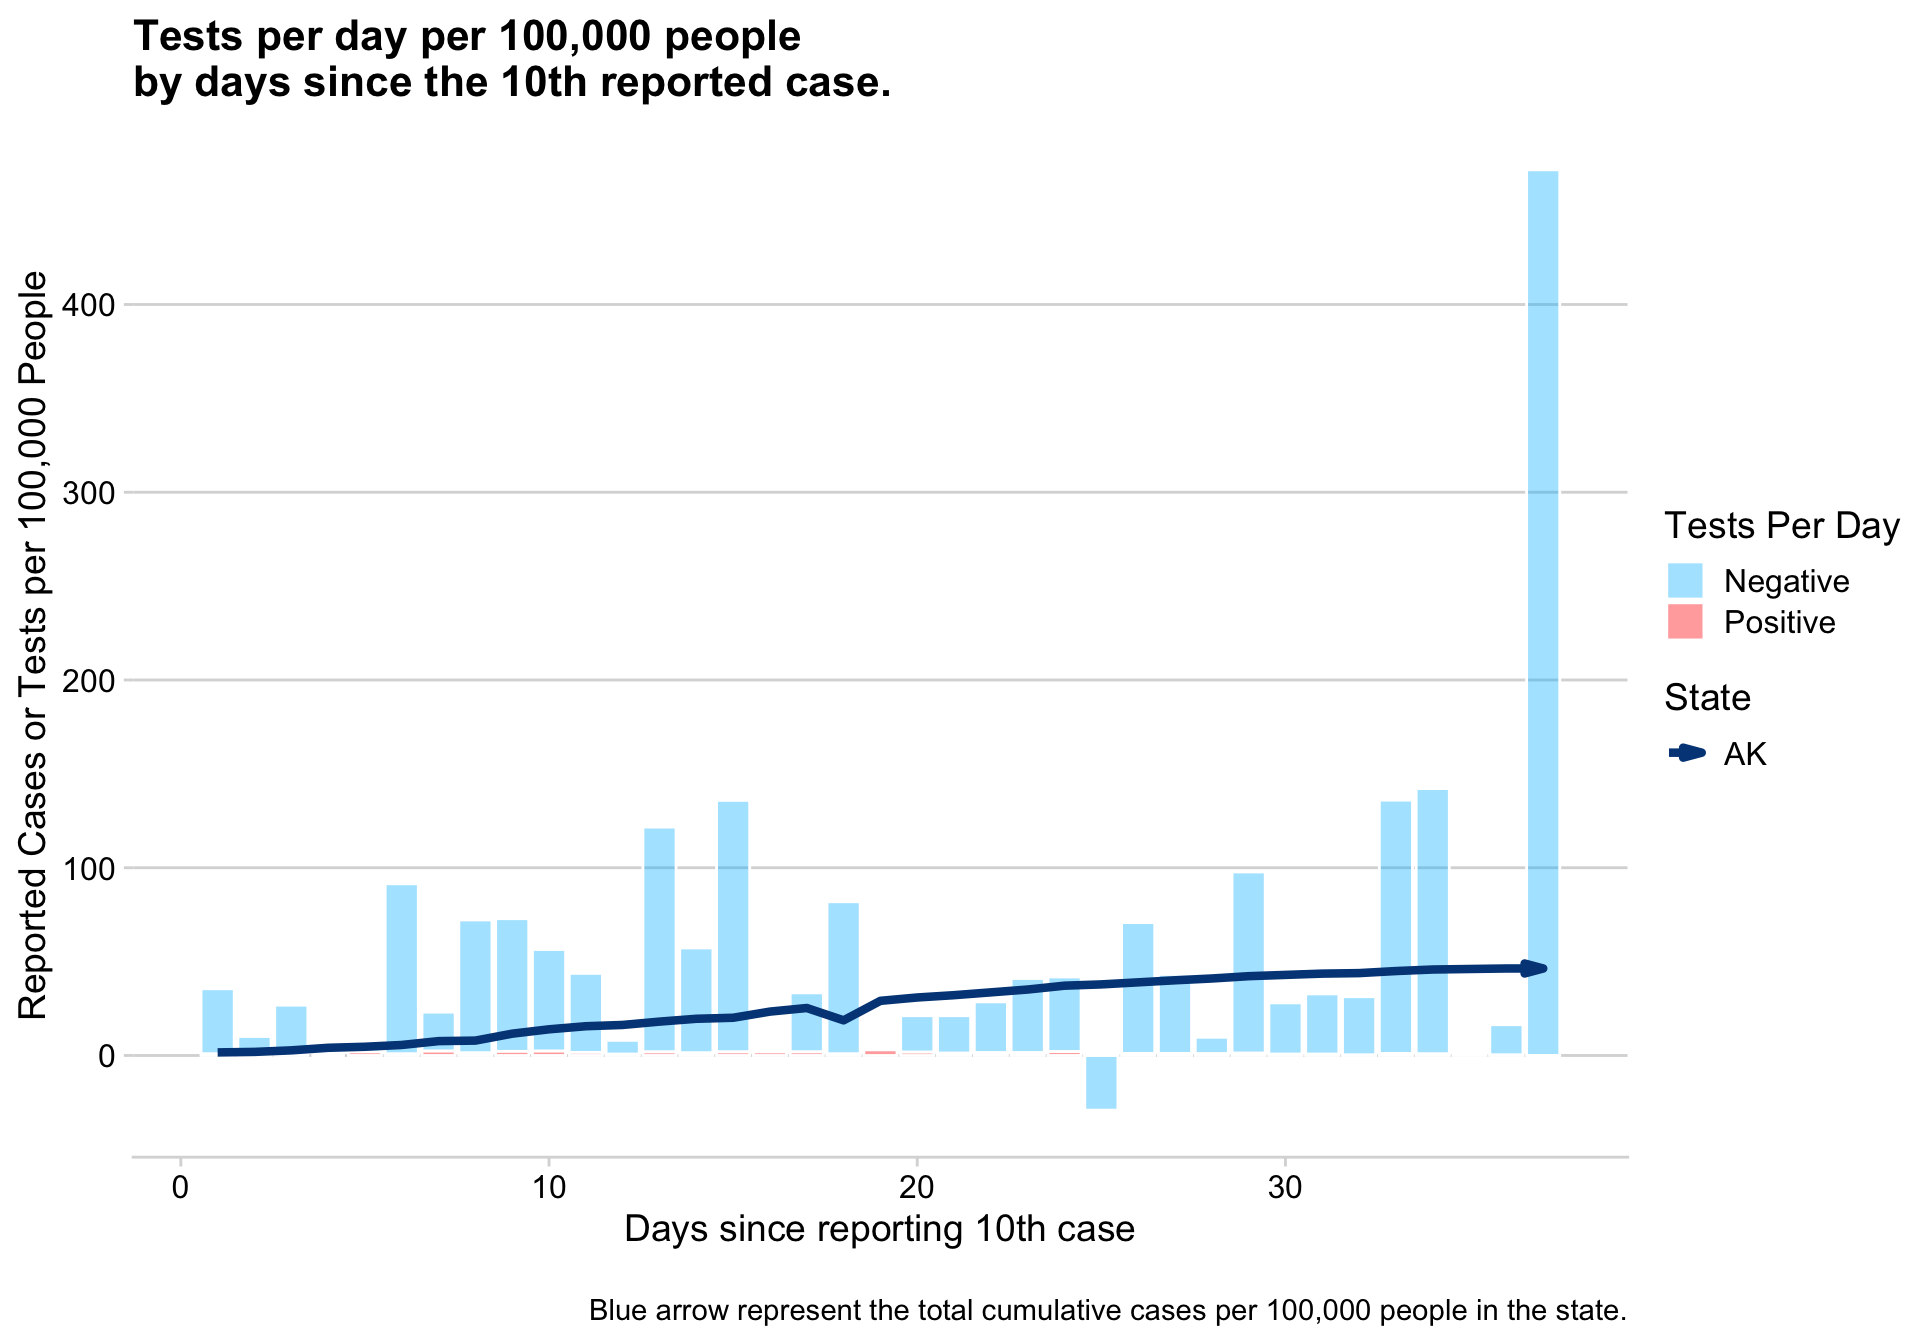 Tests per day per 100,000 people
by days since the 10th reported case.
Reported Cases or Tests per 100,000 People
400
300
200
100
0
0
10
20
30
Days since reporting 10th case
Tests Per Day
Negative
Positive
State
AK
Blue arrow represent the total cumulative cases per 100,000 people in the state.